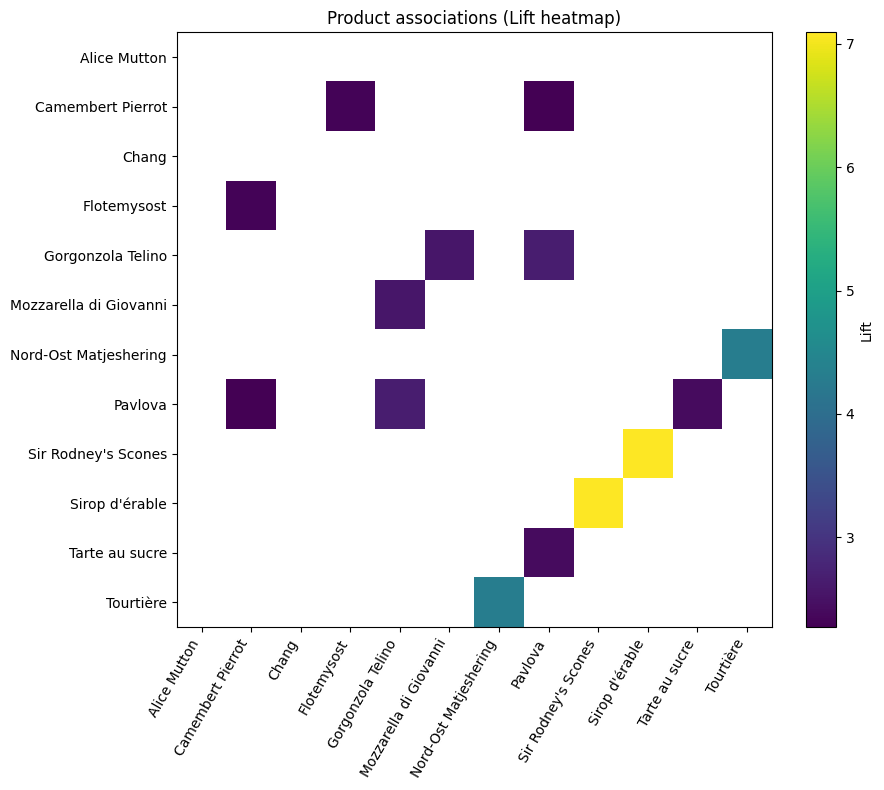 Product associations (Lift heatmap)
Alice Mutton
Camembert Pierrot
Chang
Flotemysost
Gorgonzola Telino
Mozzarella di Giovanni
Nord-Ost Matjeshering
Pavlova
Sir Rodney's Scones
Sirop d'érable
Tarte au sucre
Tourtière
Alice Mutton
Camembert Pierrot
Chang
Flotemysost
Gorgonzola Telino
Mozzarella di Giovanni
Nord-Ost Matjeshering
Pavlova
Sir Rodney's Scones
Sirop d'érable
Tarte au sucre
Tourtière
7
6
5
4
3
Lift